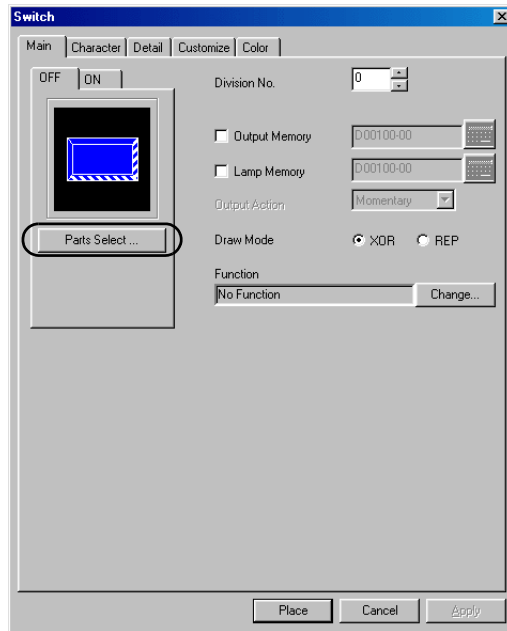 Switch
Main Character Detail Customize Color
OFF ON
Division No. 0
Output Memory D00100-00
Lamp Memory D00100-00
Output Action Momentary
Parts Select ...
Draw Mode XOR REP
Function
No Function Change...
Place Cancel Apply